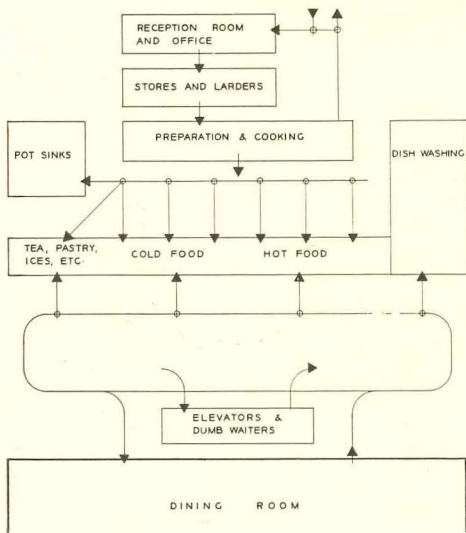 RECEPTION ROOM
AND OFFICE
STORES AND LARDERS
PREPARATION & COOKING
POT SINKS
DISH WASHING
TEA, PASTRY,
ICES, ETC.
COLD FOOD
HOT FOOD
ELEVATORS &
DUMB WAITERS
DINING ROOM